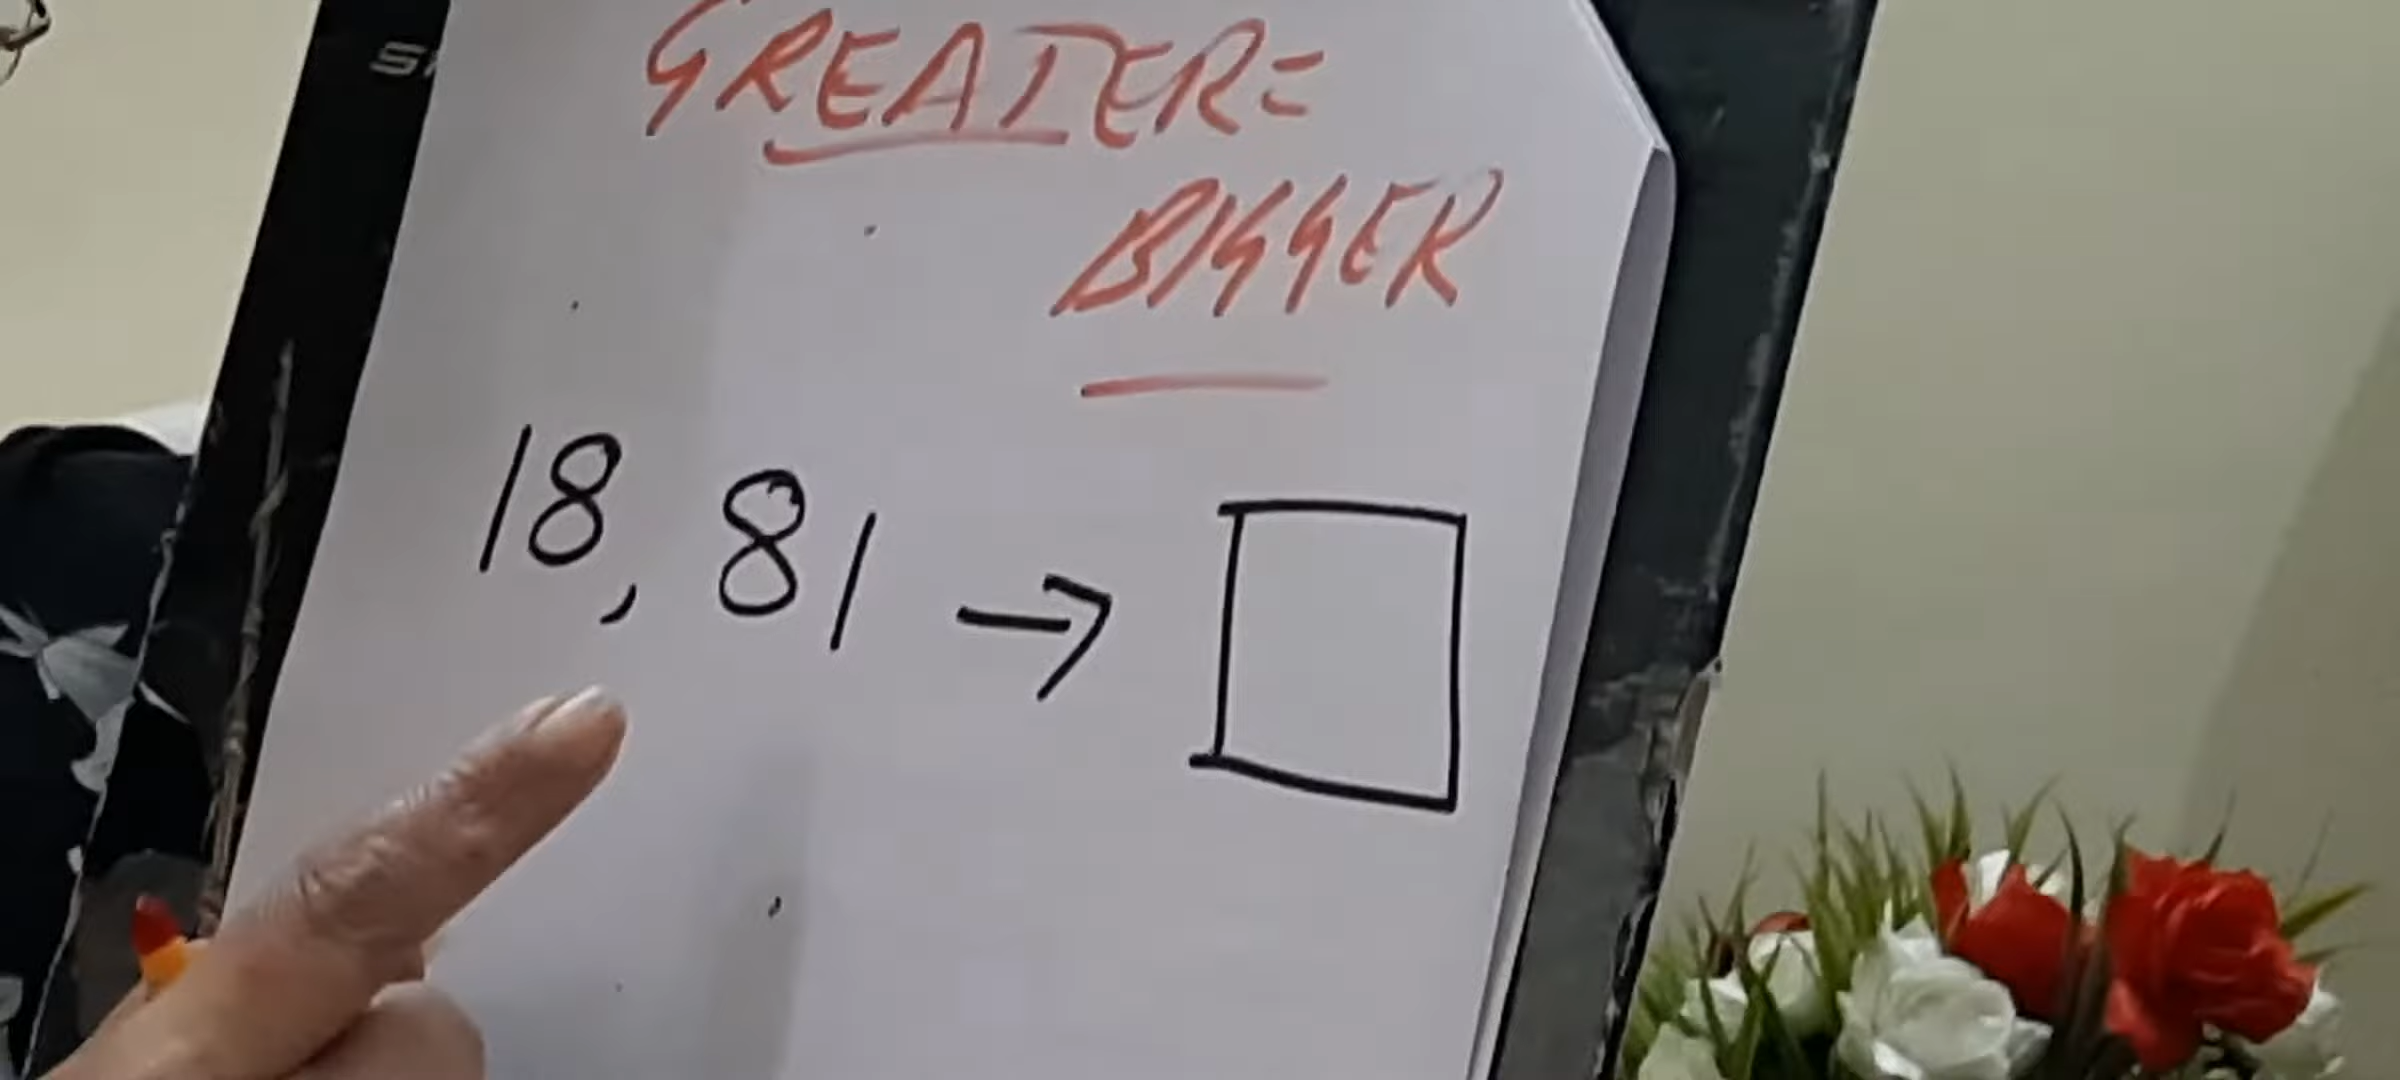 GREATER=
BIGGER
18, 81 →